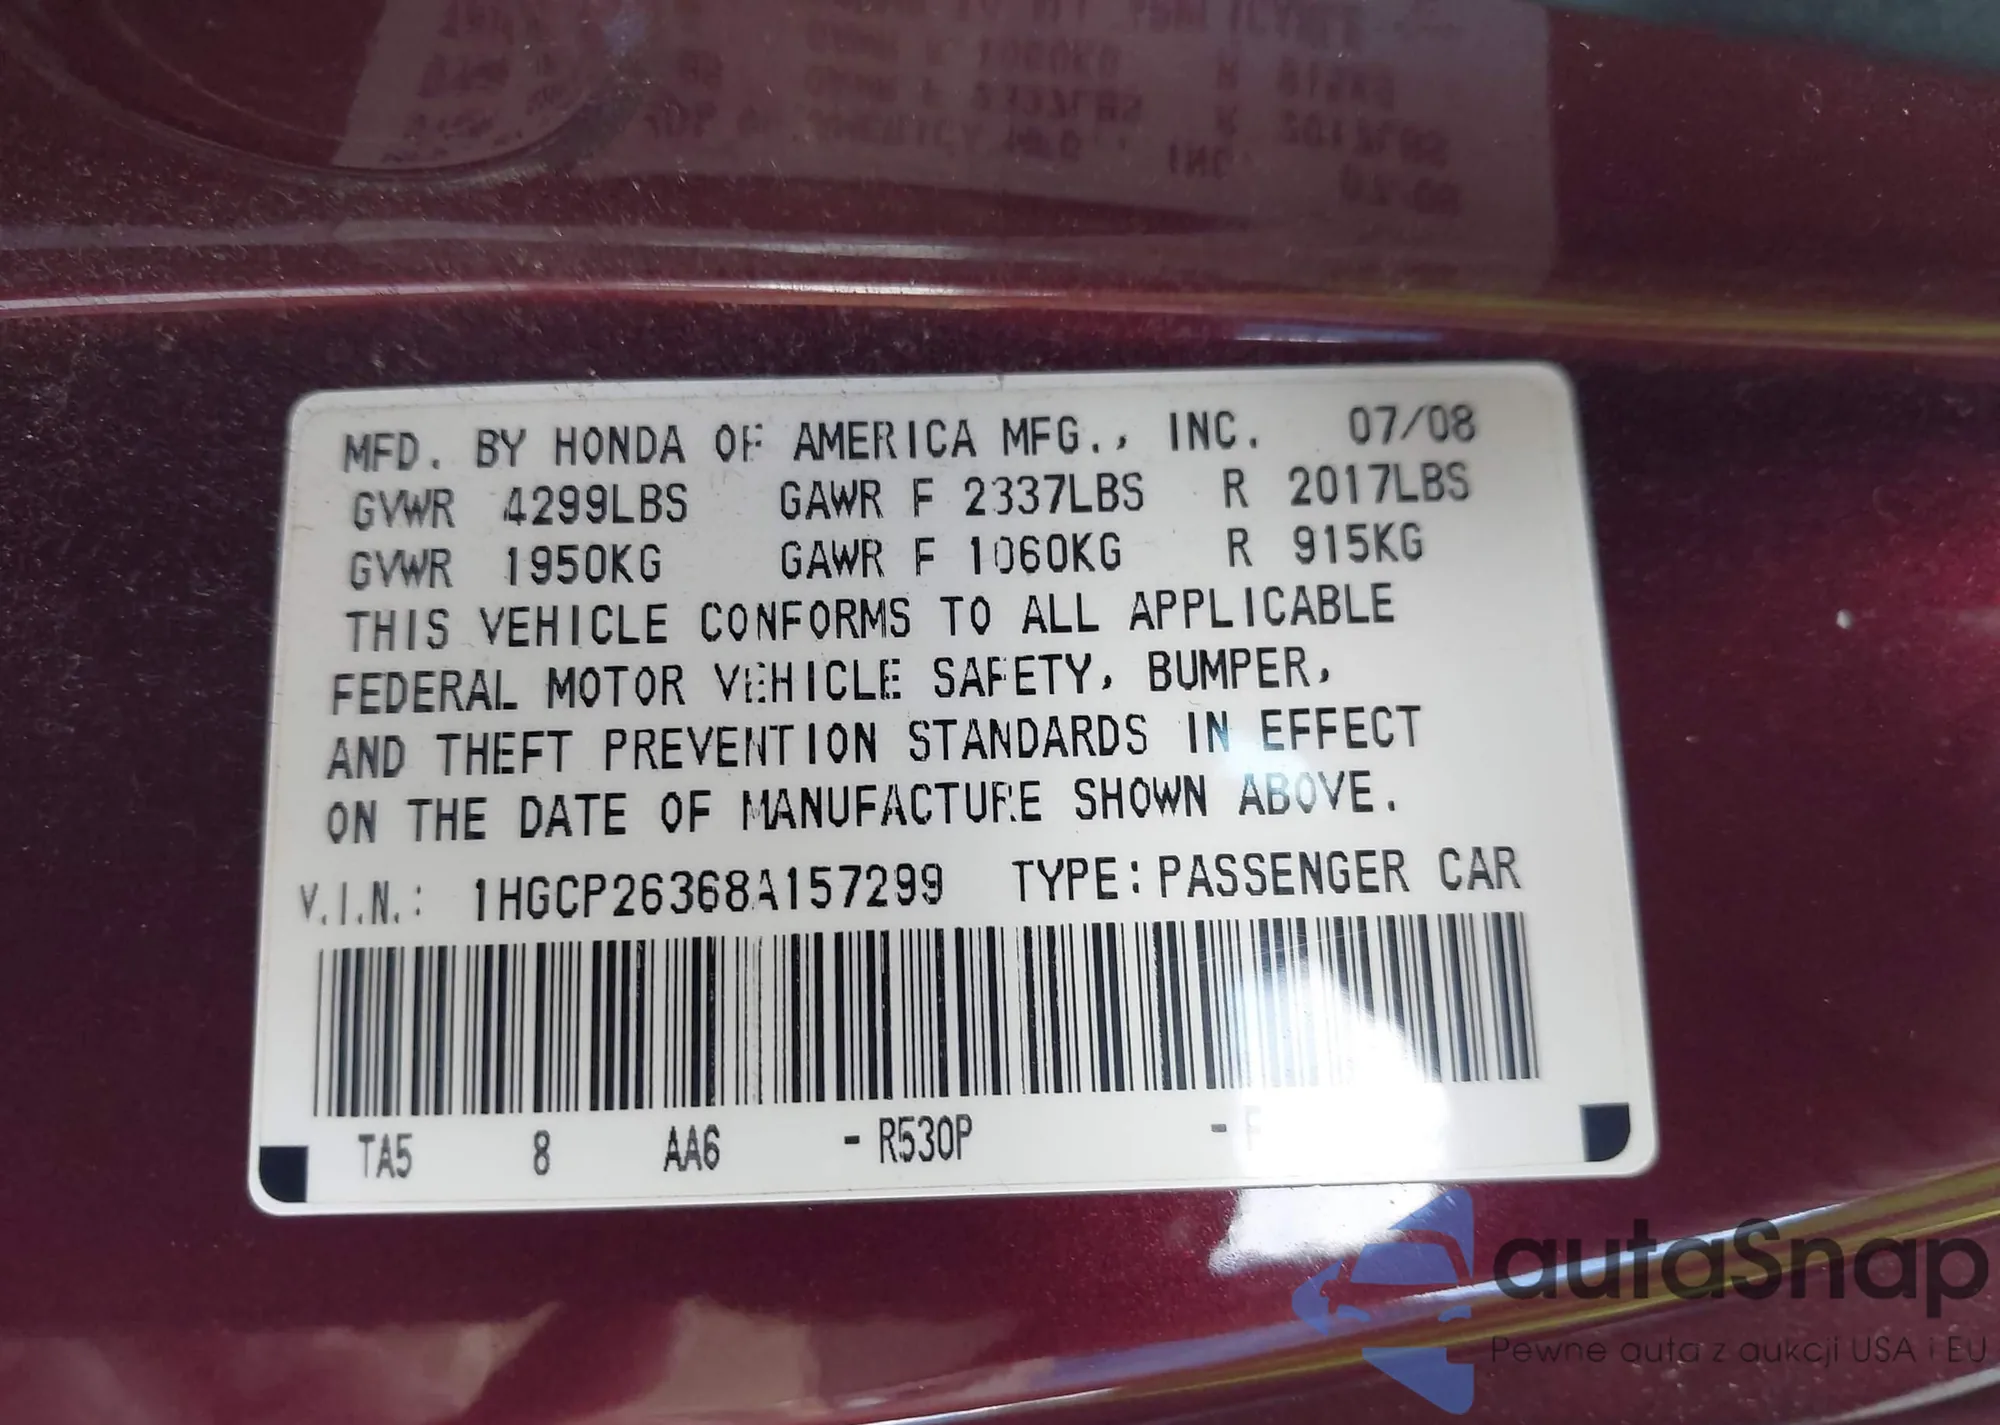 MFD. BY HONDA OF AMERICA MFG., INC. 07/08
GVWR 4299LBS GAWR F 2337LBS R 2017LBS
GVWR 1950KG GAWR F 1060KG R 915KG
THIS VEHICLE CONFORMS TO ALL APPLICABLE
FEDERAL MOTOR VEHICLE SAFETY, BUMPER,
AND THEFT PREVENTION STANDARDS IN EFFECT
ON THE DATE OF MANUFACTURE SHOWN ABOVE.
V.I.N.: 1HGCP26368A157299 TYPE: PASSENGER CAR
TA5 8 AA6 - R530P -
autaSnap
Pewne auta z aukcji USA i EU